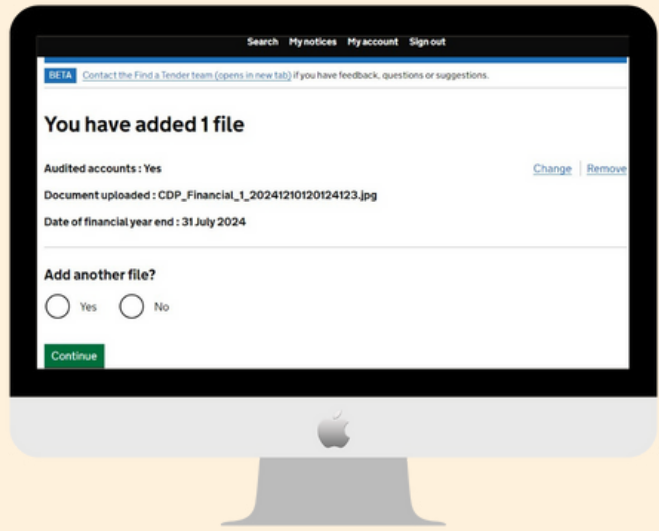 Search My notices My account Sign out
BETA Contact the Find a Tender team (opens in new tab) if you have feedback, questions or suggestions.
You have added 1 file
Audited accounts : Yes
Change Remove
Document uploaded : CDP_Financial_1_20241210120124123.jpg
Date of financial year end : 31 July 2024
Add another file?
Yes No
Continue